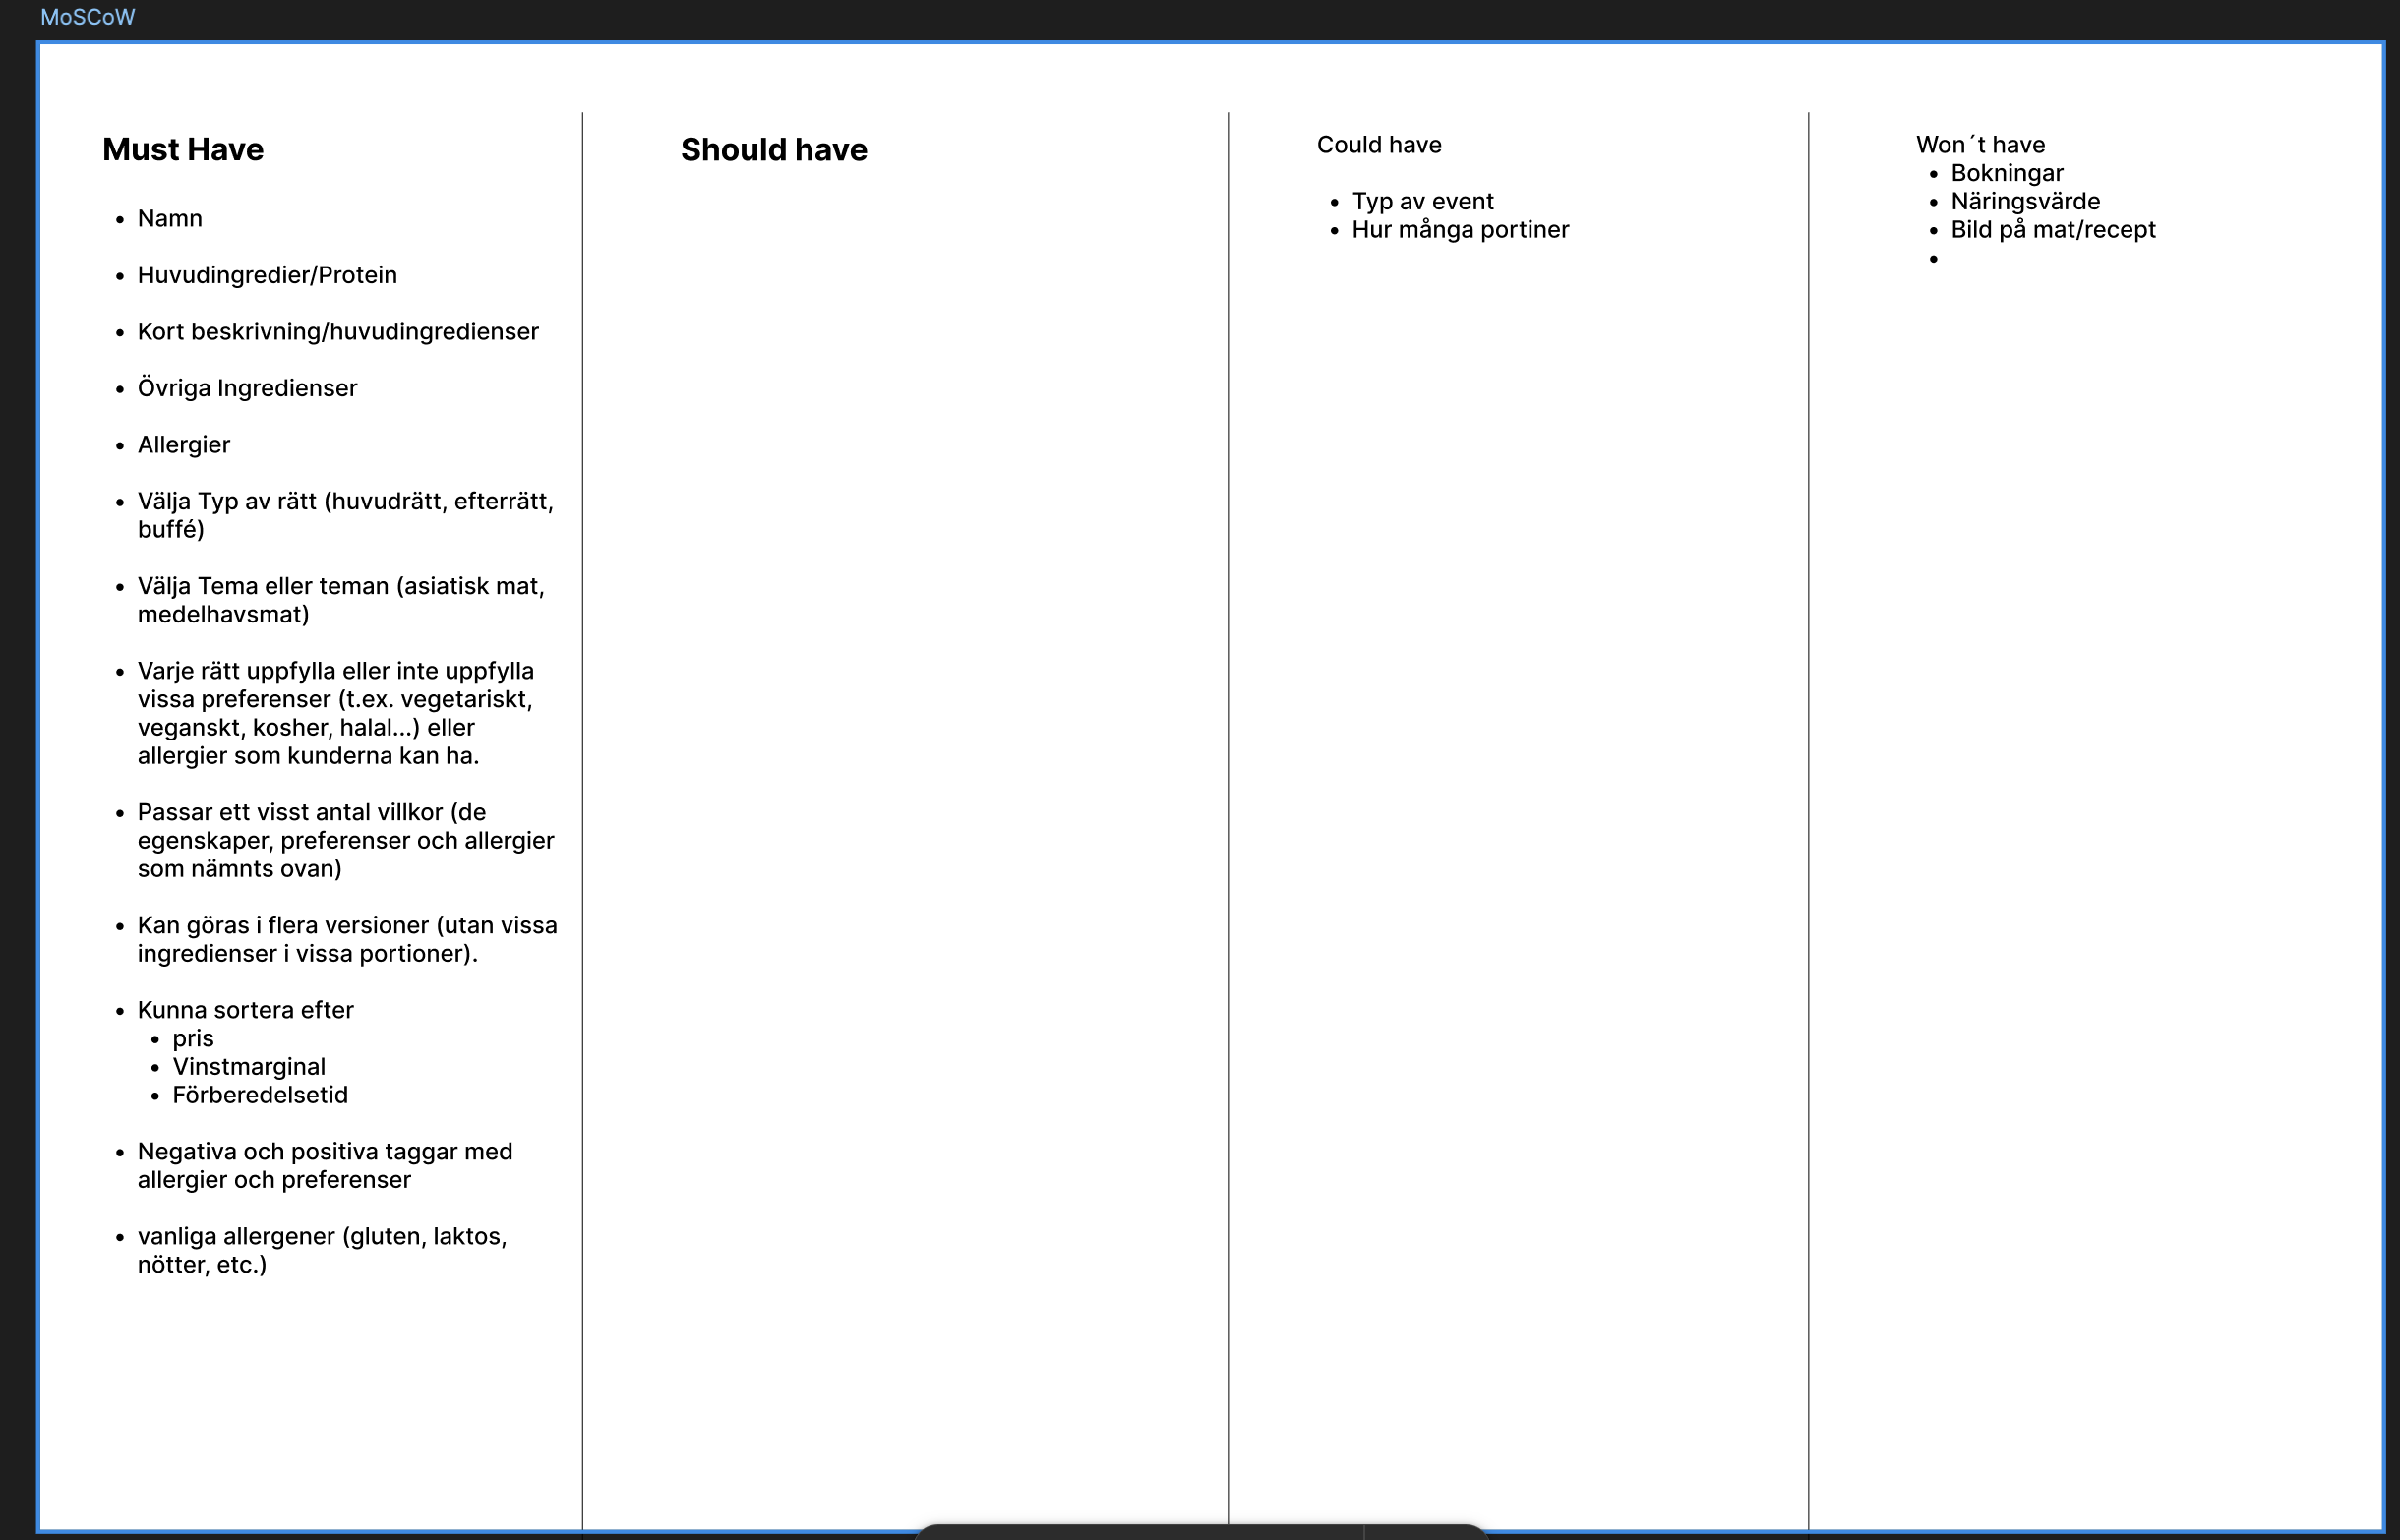 MoSCoW
Must Have
• Namn
• Huvudingredier/Protein
• Kort beskrivning/huvudingredienser
• Övriga Ingredienser
• Allergier
• Välja Typ av rätt (huvudrätt, efterrätt,
buffé)
• Välja Tema eller teman (asiatisk mat,
medelhavsmat)
• Varje rätt uppfylla eller inte uppfylla
vissa preferenser (t.ex. vegetariskt,
veganskt, kosher, halal...) eller
allergier som kunderna kan ha.
• Passar ett visst antal villkor (de
egenskaper, preferenser och allergier
som nämnts ovan)
• Kan göras i flera versioner (utan vissa
ingredienser i vissa portioner).
• Kunna sortera efter
• pris
• Vinstmarginal
• Förberedelsetid
• Negativa och positiva taggar med
allergier och preferenser
• vanliga allergener (gluten, laktos,
nötter, etc.)
Should have
Could have
• Typ av event
• Hur många portiner
Won´t have
• Bokningar
• Näringsvärde
• Bild på mat/recept
•